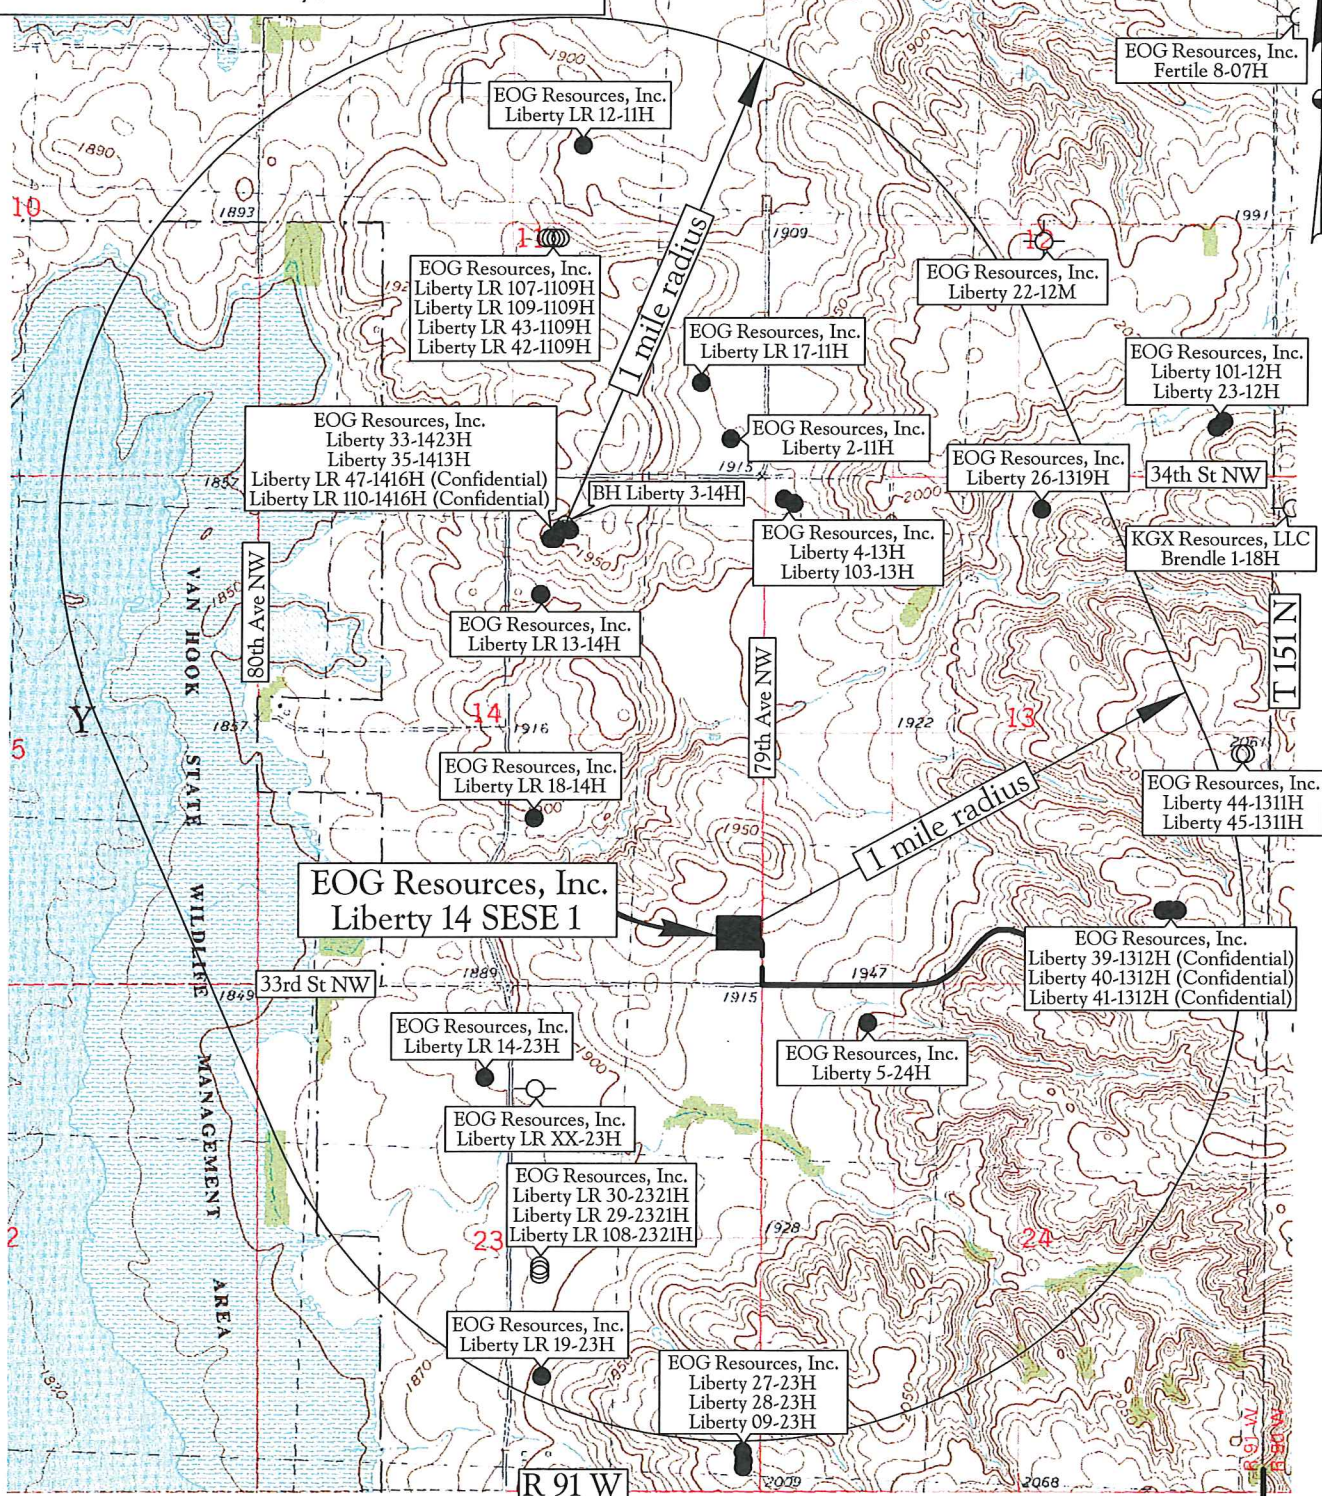 EOG Resources, Inc.
Fertile 8-07H
1900
1900
EOG Resources, Inc.
Liberty LR 12-11H
1890
10
1893
11
1909
12
1991
EOG Resources, Inc.
Liberty LR 107-1109H
Liberty LR 109-1109H
Liberty LR 43-1109H
Liberty LR 42-1109H
1 mile radius
EOG Resources, Inc.
Liberty 22-12M
EOG Resources, Inc.
Liberty LR 17-11H
EOG Resources, Inc.
Liberty 101-12H
Liberty 23-12H
EOG Resources, Inc.
Liberty 33-1423H
Liberty 35-1413H
Liberty LR 47-1416H (Confidential)
Liberty LR 110-1416H (Confidential)
EOG Resources, Inc.
Liberty 2-11H
1857
1915
EOG Resources, Inc.
Liberty 26-1319H
34th St NW
BH Liberty 3-14H
2000
1950
EOG Resources, Inc.
Liberty 4-13H
Liberty 103-13H
KGX Resources, LLC
Brendle 1-18H
80th Ave NW
VAN HOOK STATE WILDLIFE MANAGEMENT AREA
1850
EOG Resources, Inc.
Liberty LR 13-14H
T 151 N
79th Ave NW
Y
5
1857
14
1916
1922
13
2061
EOG Resources, Inc.
Liberty LR 18-14H
1 mile radius
EOG Resources, Inc.
Liberty 44-1311H
Liberty 45-1311H
1950
EOG Resources, Inc.
Liberty 14 SESE 1
EOG Resources, Inc.
Liberty 39-1312H (Confidential)
Liberty 40-1312H (Confidential)
Liberty 41-1312H (Confidential)
1889
1947
33rd St NW
1849
1915
EOG Resources, Inc.
Liberty LR 14-23H
1900
EOG Resources, Inc.
Liberty 5-24H
EOG Resources, Inc.
Liberty LR XX-23H
EOG Resources, Inc.
Liberty LR 30-2321H
Liberty LR 29-2321H
Liberty LR 108-2321H
2
23
1928
24
EOG Resources, Inc.
Liberty LR 19-23H
1870
EOG Resources, Inc.
Liberty 27-23H
Liberty 28-23H
Liberty 09-23H
2050
R 91 W
R 90 W
R 91 W
2009
2068